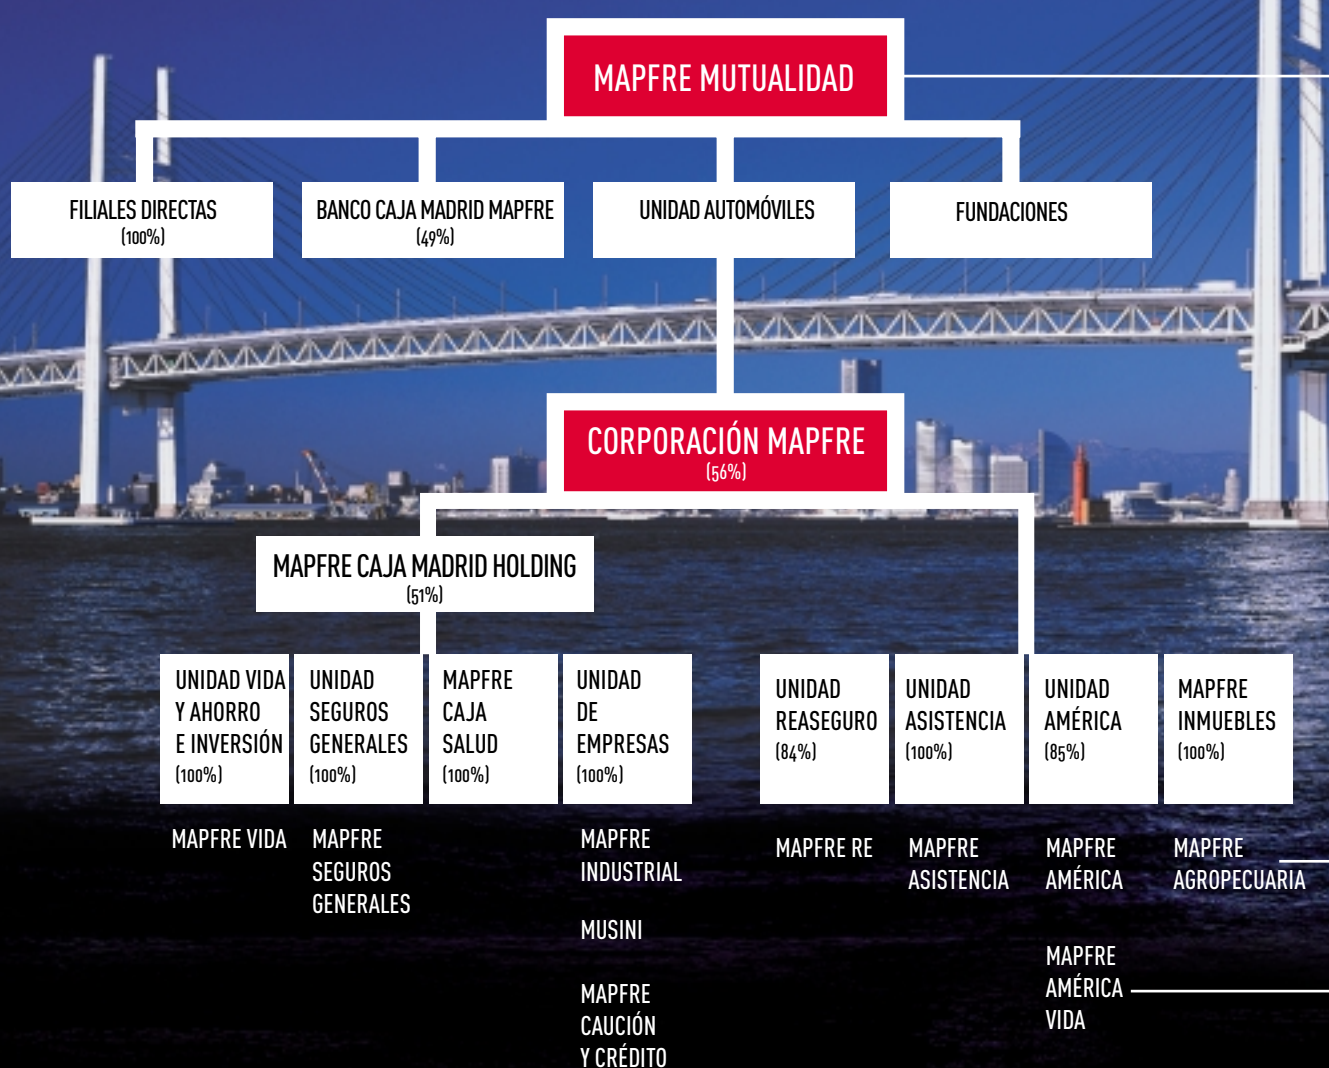 MAPFRE MUTUALIDAD
FILIALES DIRECTAS
(100%)
BANCO CAJA MADRID MAPFRE
(49%)
UNIDAD AUTOMÓVILES
FUNDACIONES
CORPORACIÓN MAPFRE
(56%)
MAPFRE CAJA MADRID HOLDING
(51%)
UNIDAD VIDA
Y AHORRO
E INVERSIÓN
(100%)
UNIDAD
SEGUROS
GENERALES
(100%)
MAPFRE
CAJA
SALUD
(100%)
UNIDAD
DE
EMPRESAS
(100%)
UNIDAD
REASEGURO
(84%)
UNIDAD
ASISTENCIA
(100%)
UNIDAD
AMÉRICA
(85%)
MAPFRE
INMUEBLES
(100%)
MAPFRE VIDA
MAPFRE
SEGUROS
GENERALES
MAPFRE
INDUSTRIAL
MUSINI
MAPFRE
CAUCIÓN
Y CRÉDITO
MAPFRE RE
MAPFRE
ASISTENCIA
MAPFRE
AMÉRICA
MAPFRE
AMÉRICA
VIDA
MAPFRE
AGROPECUARIA